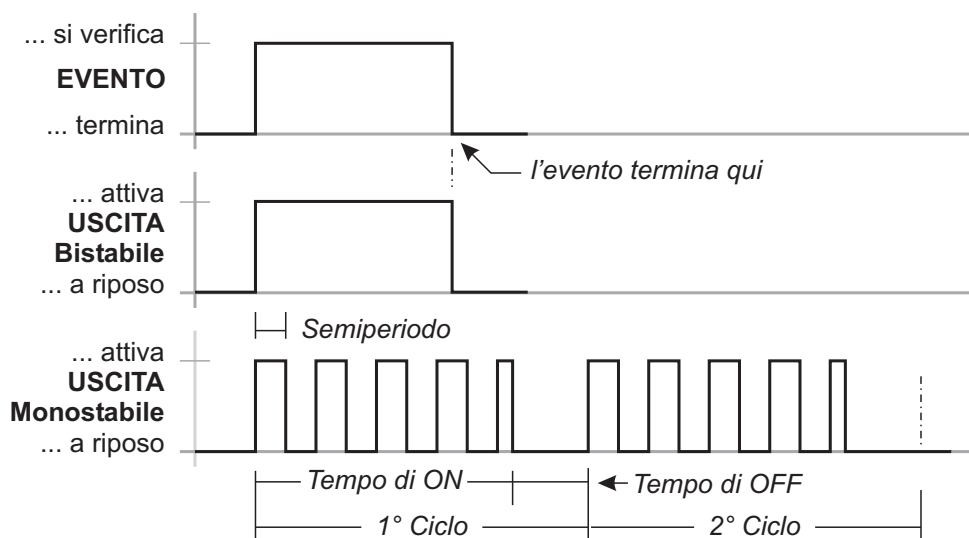 ... si verifica
EVENTO
... termina
l'evento termina qui
... attiva
USCITA
Bistabile
... a riposo
Semiperiodo
... attiva
USCITA
Monostabile
... a riposo
Tempo di ON
Tempo di OFF
1° Ciclo
2° Ciclo